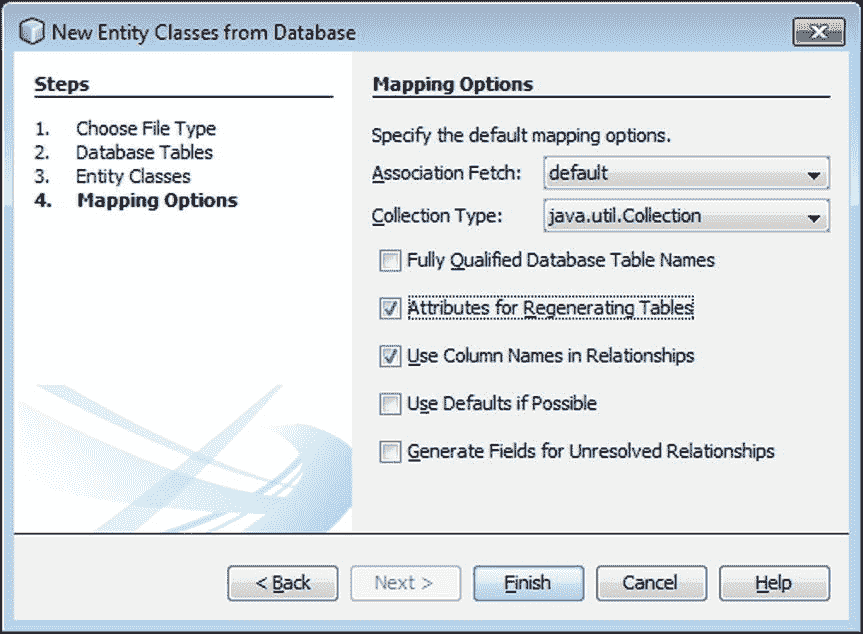 New Entity Classes from Database
Steps
1. Choose File Type
2. Database Tables
3. Entity Classes
4. Mapping Options
Mapping Options
Specify the default mapping options.
Association Fetch: default
Collection Type: java.util.Collection
Fully Qualified Database Table Names
Attributes for Regenerating Tables
Use Column Names in Relationships
Use Defaults if Possible
Generate Fields for Unresolved Relationships
< Back Next > Finish Cancel Help